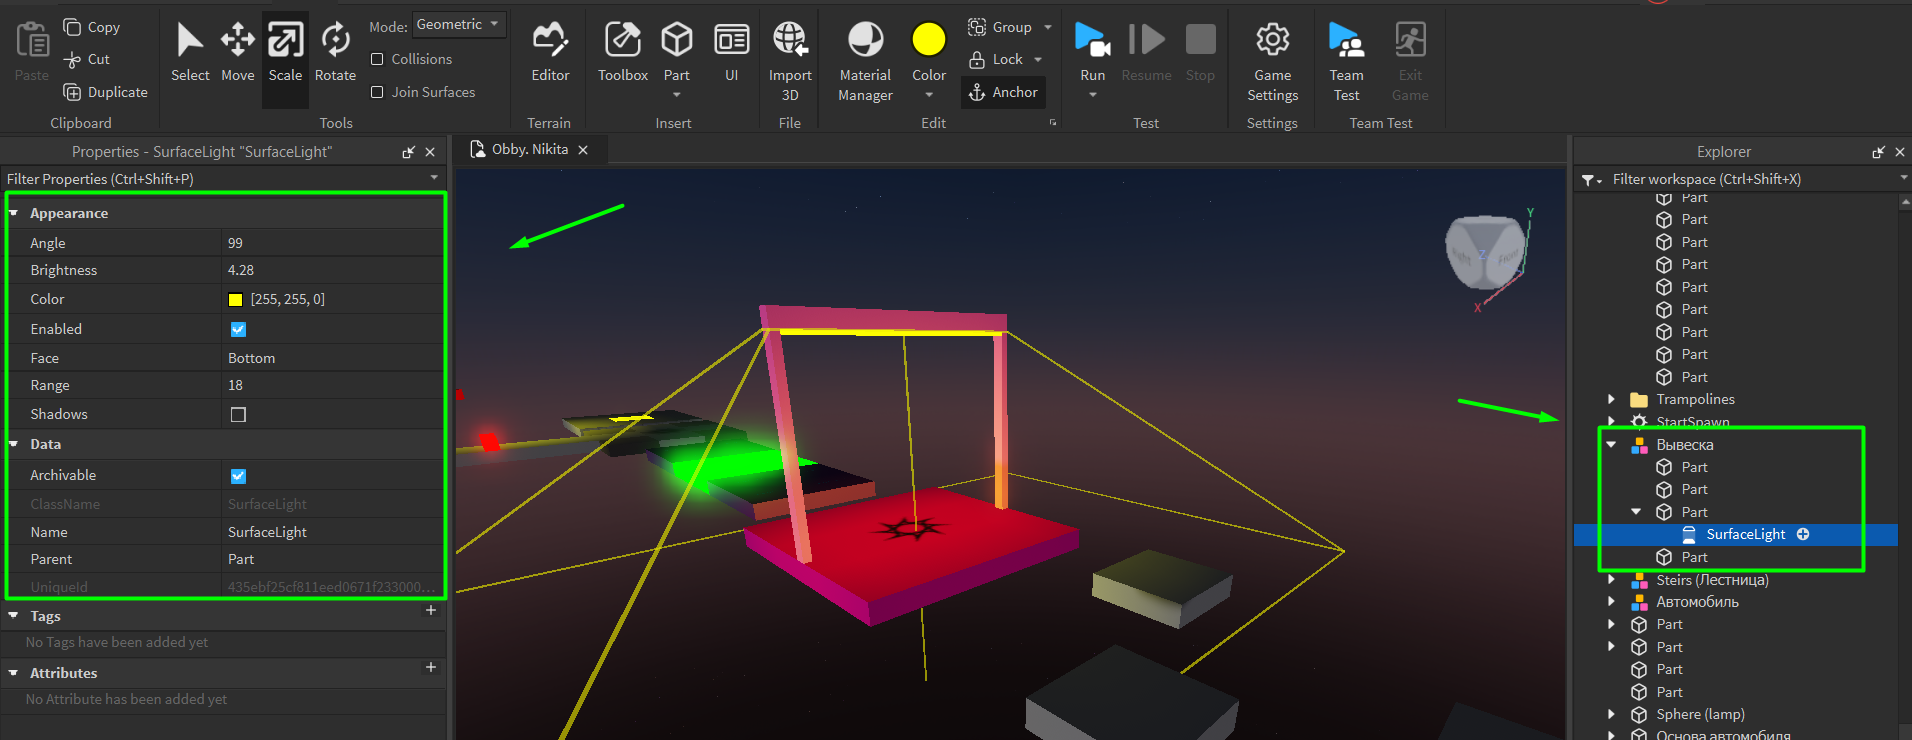 Paste
Copy
Cut
Duplicate
Clipboard
Select
Move
Scale
Rotate
Mode: Geometric
Collisions
Join Surfaces
Tools
Editor
Terrain
Toolbox
Part
UI
Insert
Import
3D
File
Material
Manager
Color
Group
Lock
Anchor
Edit
Run
Resume
Stop
Test
Game
Settings
Settings
Team
Test
Exit
Game
Team Test
Properties - SurfaceLight "SurfaceLight"
Filter Properties (Ctrl+Shift+P)
Appearance
Angle 99
Brightness 4.28
Color [255, 255, 0]
Enabled
Face Bottom
Range 18
Shadows
Data
Archivable
ClassName SurfaceLight
Name SurfaceLight
Parent Part
UniqueId 435ebf25cf811eed0671f233000...
Tags
No Tags have been added yet
Attributes
No Attribute has been added yet
Obby. Nikita
Y
Z
X
Front
Explorer
Filter workspace (Ctrl+Shift+X)
Part
Part
Part
Part
Part
Part
Part
Part
Part
Trampolines
StartSpawn
Вывеска
Part
Part
Part
SurfaceLight
Part
Steirs (Лестница)
Автомобиль
Part
Part
Part
Part
Sphere (lamp)
Основа автомобиля